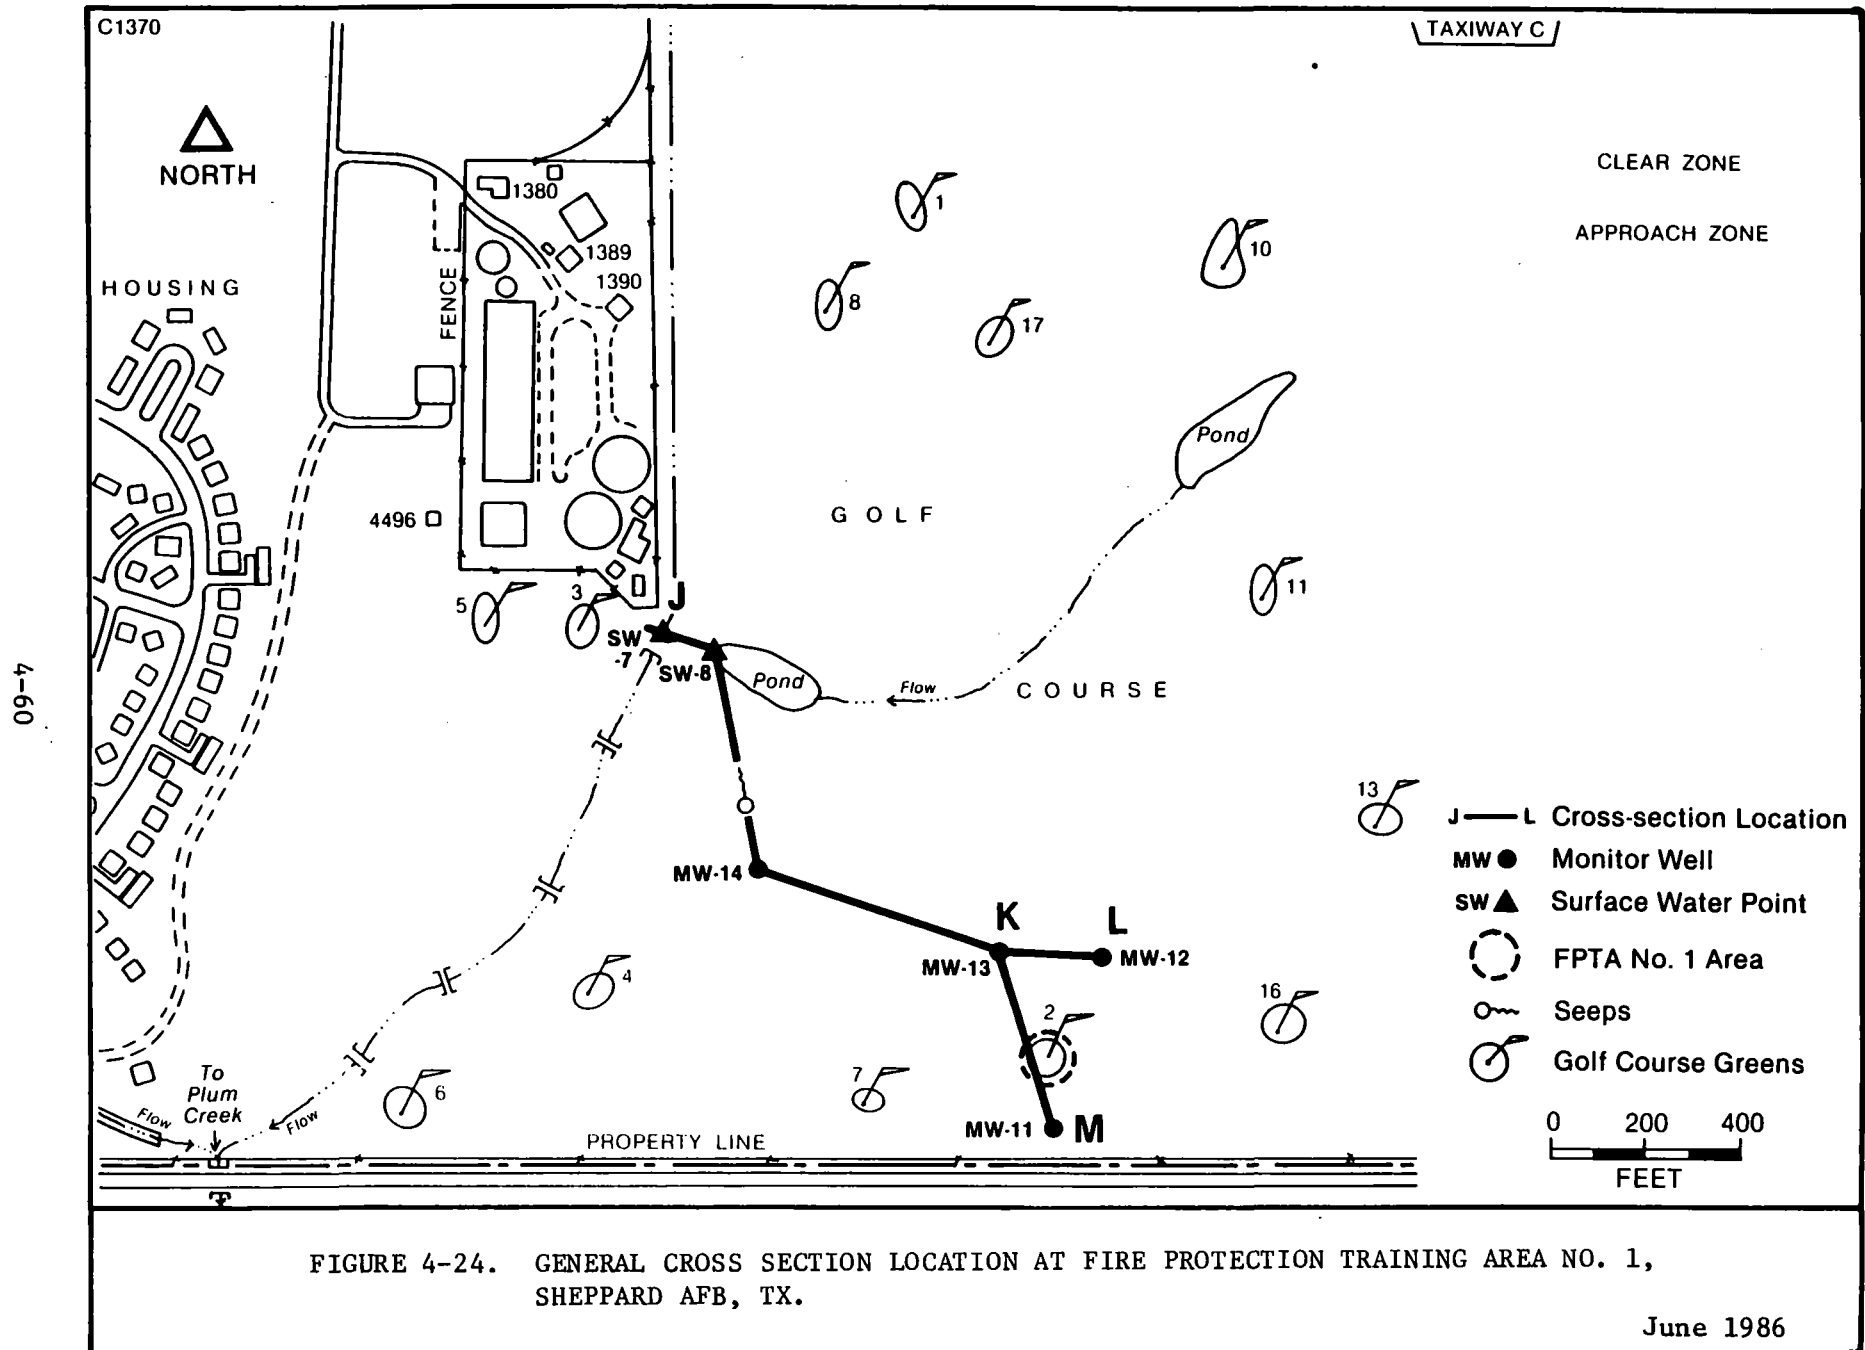 C1370
TAXIWAY C
NORTH
CLEAR ZONE
APPROACH ZONE
1380
1389
1390
1
10
8
17
HOUSING
FENCE
Pond
GOLF
4496
11
5
3
J
SW
-7
SW-8
Pond
Flow
COURSE
4-60
13
J L Cross-section Location
MW Monitor Well
SW Surface Water Point
FPTA No. 1 Area
Seeps
Golf Course Greens
MW-14
K
L
MW-13
MW-12
4
2
16
7
6
To
Plum
Creek
Flow
Flow
MW-11
M
PROPERTY LINE
0 200 400
FEET
FIGURE 4-24. GENERAL CROSS SECTION LOCATION AT FIRE PROTECTION TRAINING AREA NO. 1,
SHEPPARD AFB, TX.
June 1986